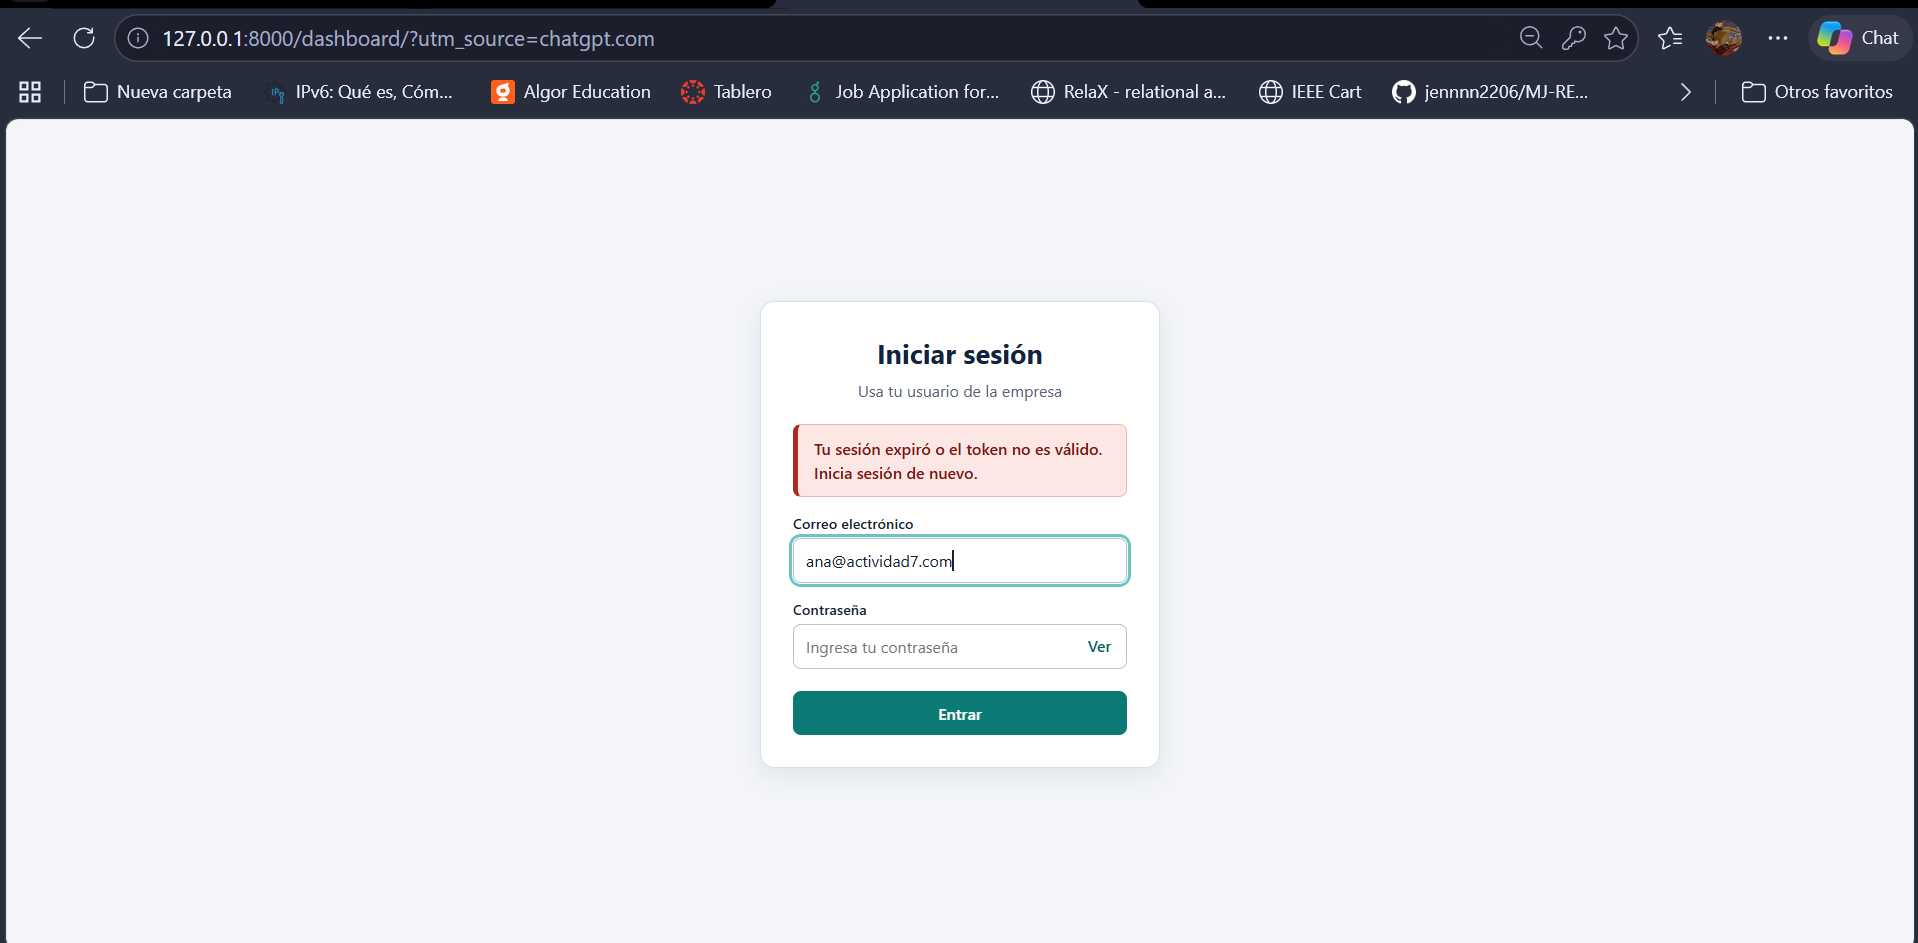 127.0.0.1:8000/dashboard/?utm_source=chatgpt.com
Chat
Nueva carpeta
IPv6: Qué es, Cóm...
Algor Education
Tablero
Job Application for...
RelaX - relational a...
IEEE Cart
jennnn2206/MJ-RE...
Otros favoritos
Iniciar sesión
Usa tu usuario de la empresa
Tu sesión expiró o el token no es válido.
Inicia sesión de nuevo.
Correo electrónico
ana@actividad7.com
Contraseña
Ingresa tu contraseña
Ver
Entrar